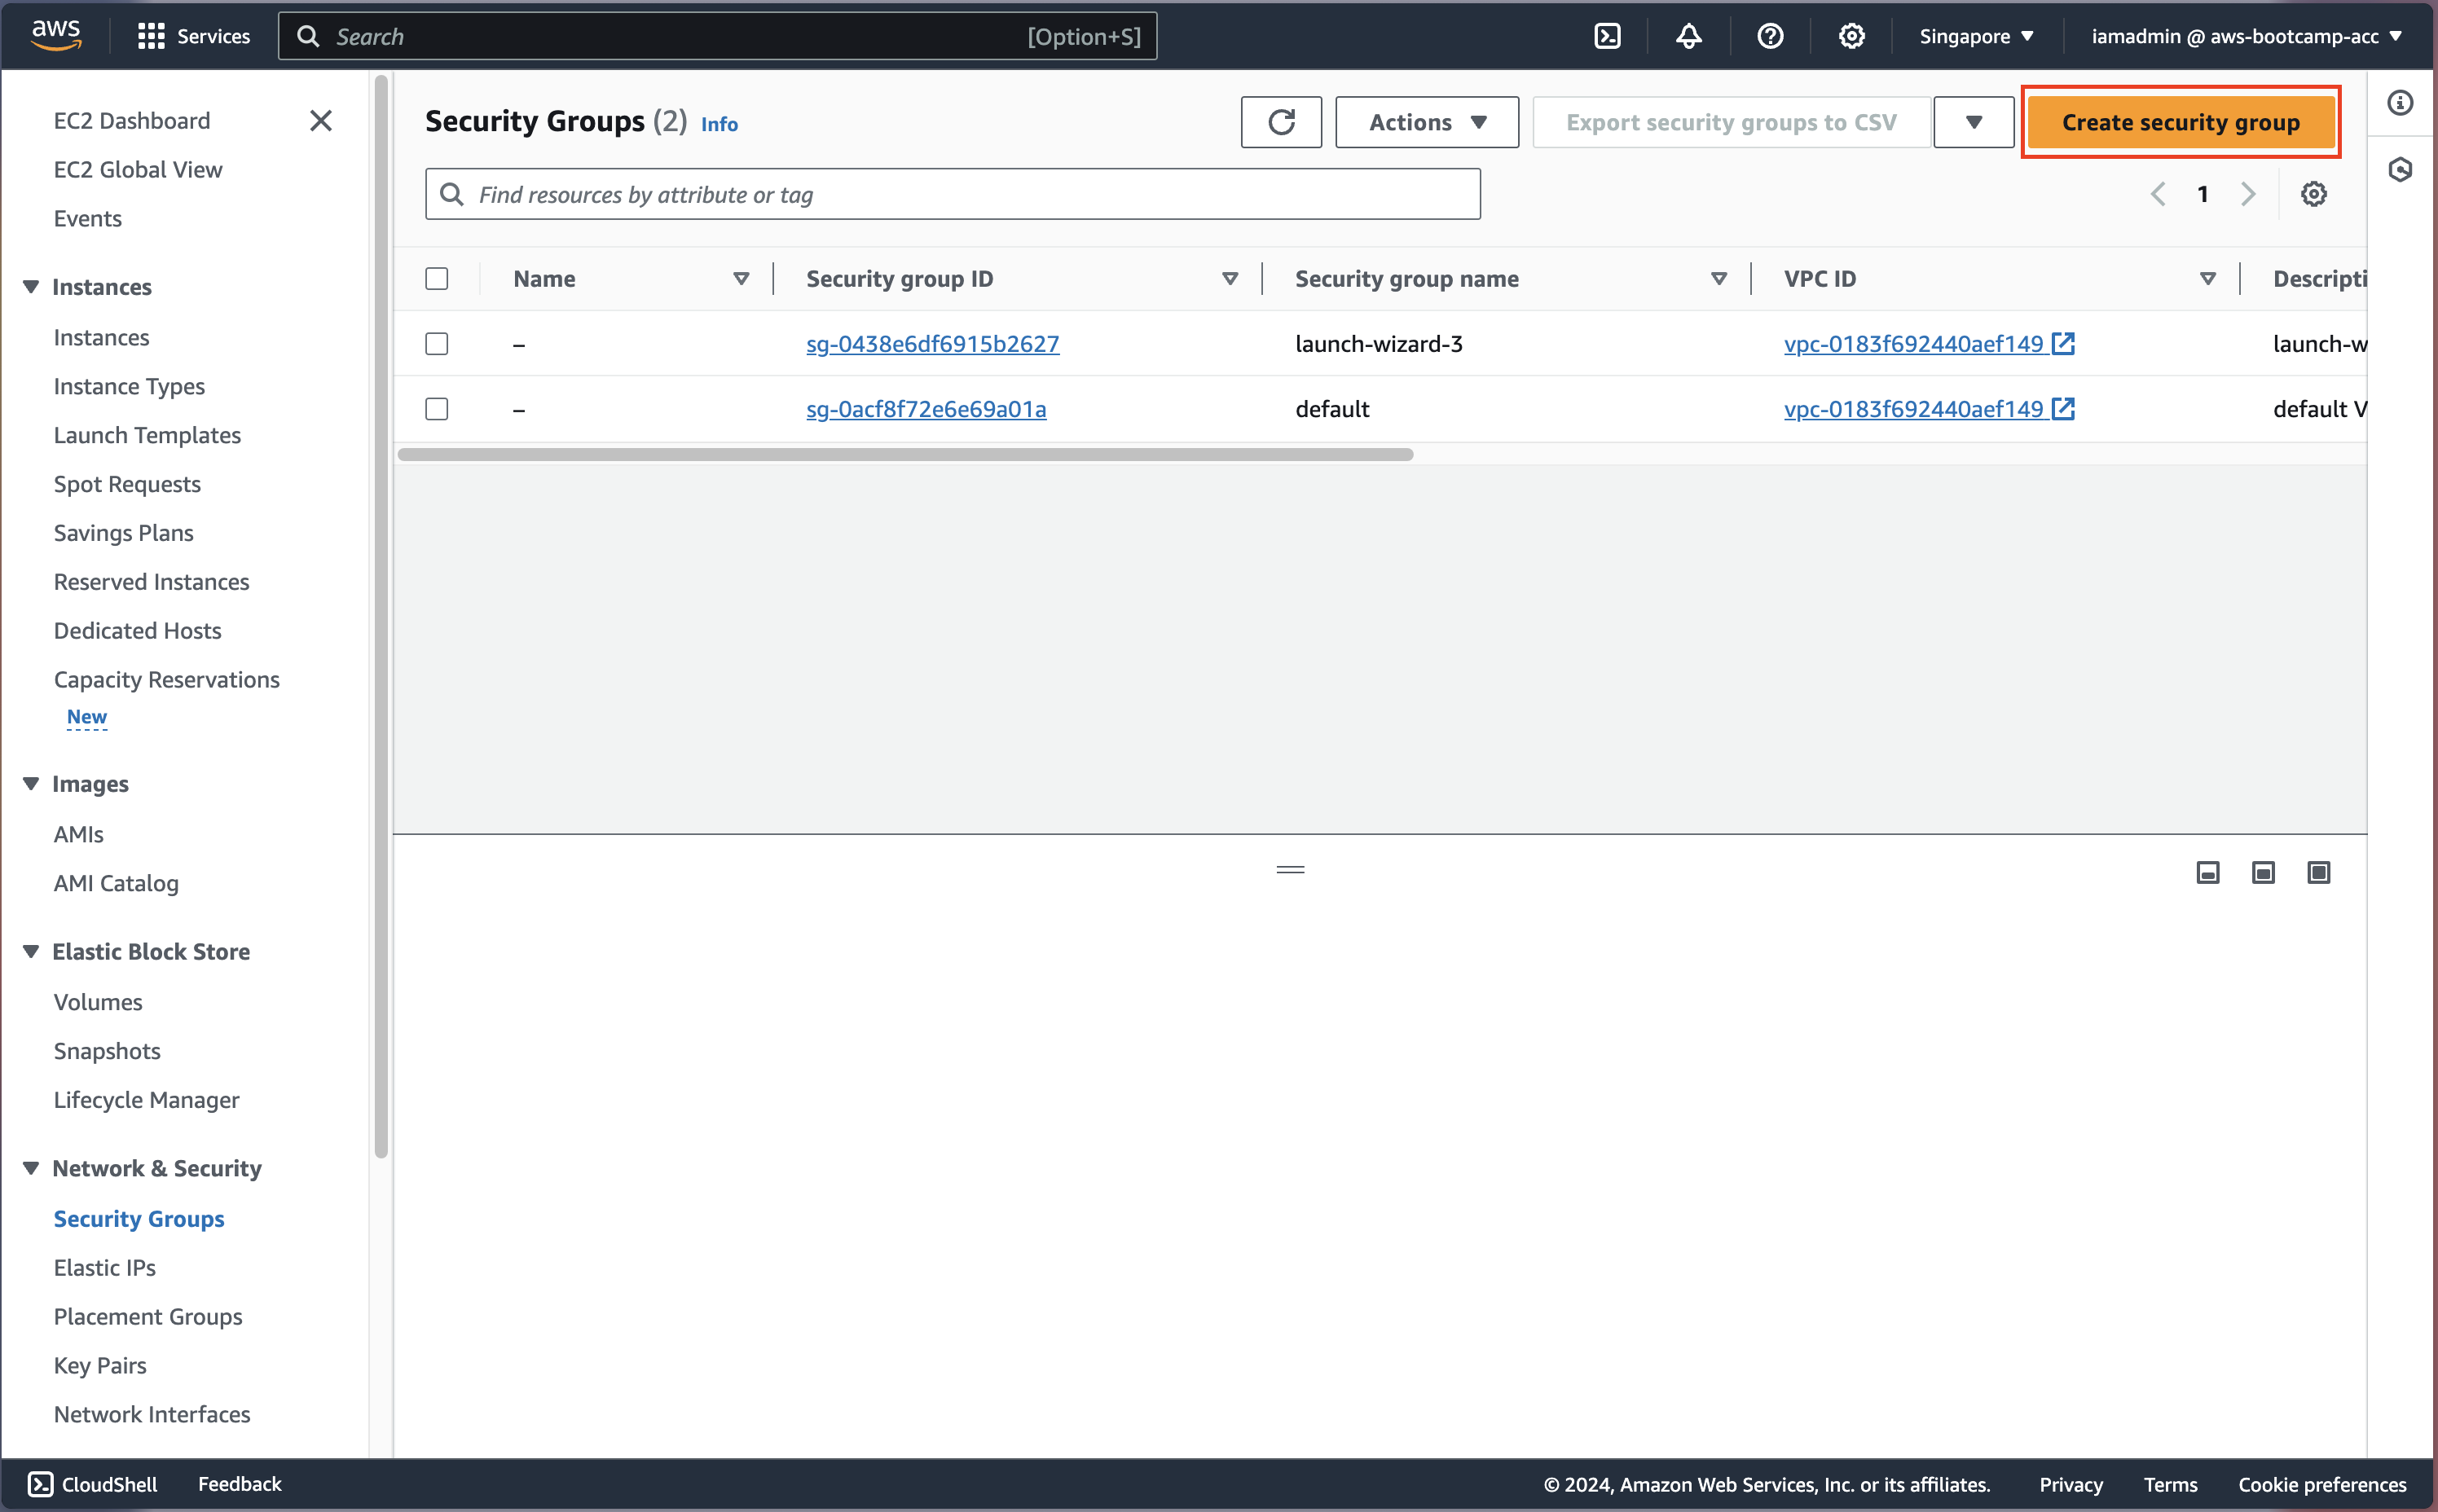 aws
Services
Search
[Option+S]
Singapore
iamadmin @ aws-bootcamp-acc
EC2 Dashboard
EC2 Global View
Events
Instances
Instances
Instance Types
Launch Templates
Spot Requests
Savings Plans
Reserved Instances
Dedicated Hosts
Capacity Reservations
New
Images
AMIs
AMI Catalog
Elastic Block Store
Volumes
Snapshots
Lifecycle Manager
Network & Security
Security Groups
Elastic IPs
Placement Groups
Key Pairs
Network Interfaces
Security Groups (2) Info
Actions
Export security groups to CSV
Create security group
Find resources by attribute or tag
1
Name Security group ID Security group name VPC ID Descripti
– sg-0438e6df6915b2627 launch-wizard-3 vpc-0183f692440aef149 launch-w
– sg-0acf8f72e6e69a01a default vpc-0183f692440aef149 default V
CloudShell
Feedback
© 2024, Amazon Web Services, Inc. or its affiliates.
Privacy
Terms
Cookie preferences